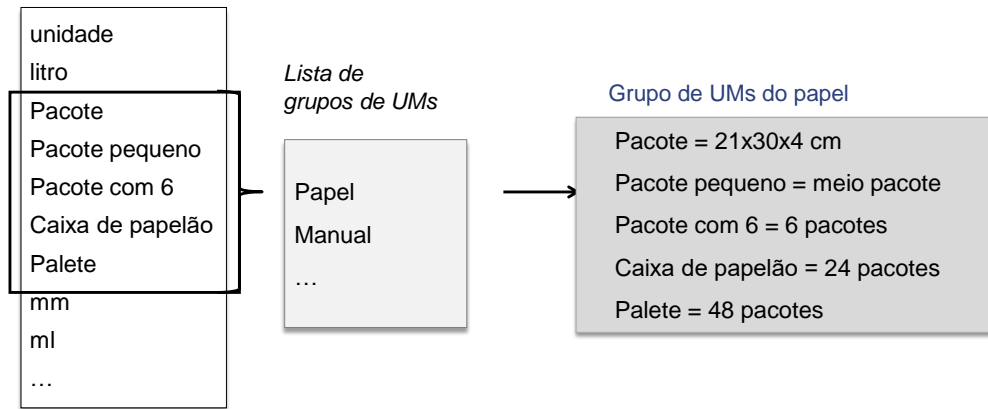 unidade
litro
Pacote
Pacote pequeno
Pacote com 6
Caixa de papelão
Palete
mm
ml
…
Lista de
grupos de UMs
Papel
Manual
…
Grupo de UMs do papel
Pacote = 21x30x4 cm
Pacote pequeno = meio pacote
Pacote com 6 = 6 pacotes
Caixa de papelão = 24 pacotes
Palete = 48 pacotes